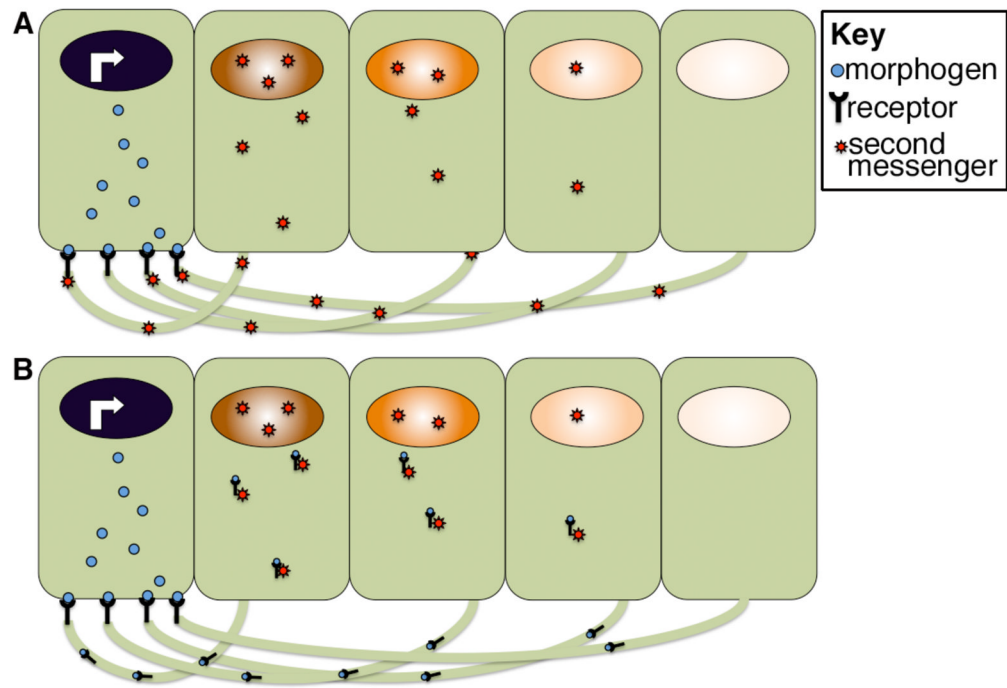 A
Key
morphogen
receptor
second
messenger
B